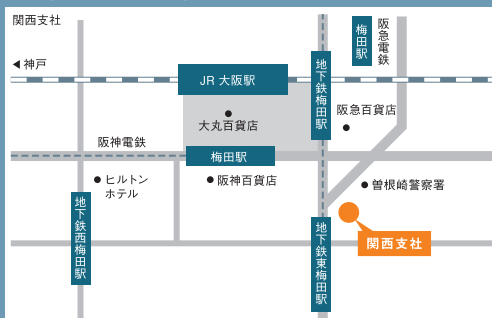 関西支社
神戸
JR 大阪駅
地下鉄梅田駅
梅田駅
阪急電鉄
大丸百貨店
阪急百貨店
阪神電鉄
梅田駅
ヒルトン
ホテル
阪神百貨店
曽根崎警察署
地下鉄西梅田駅
地下鉄東梅田駅
関西支社